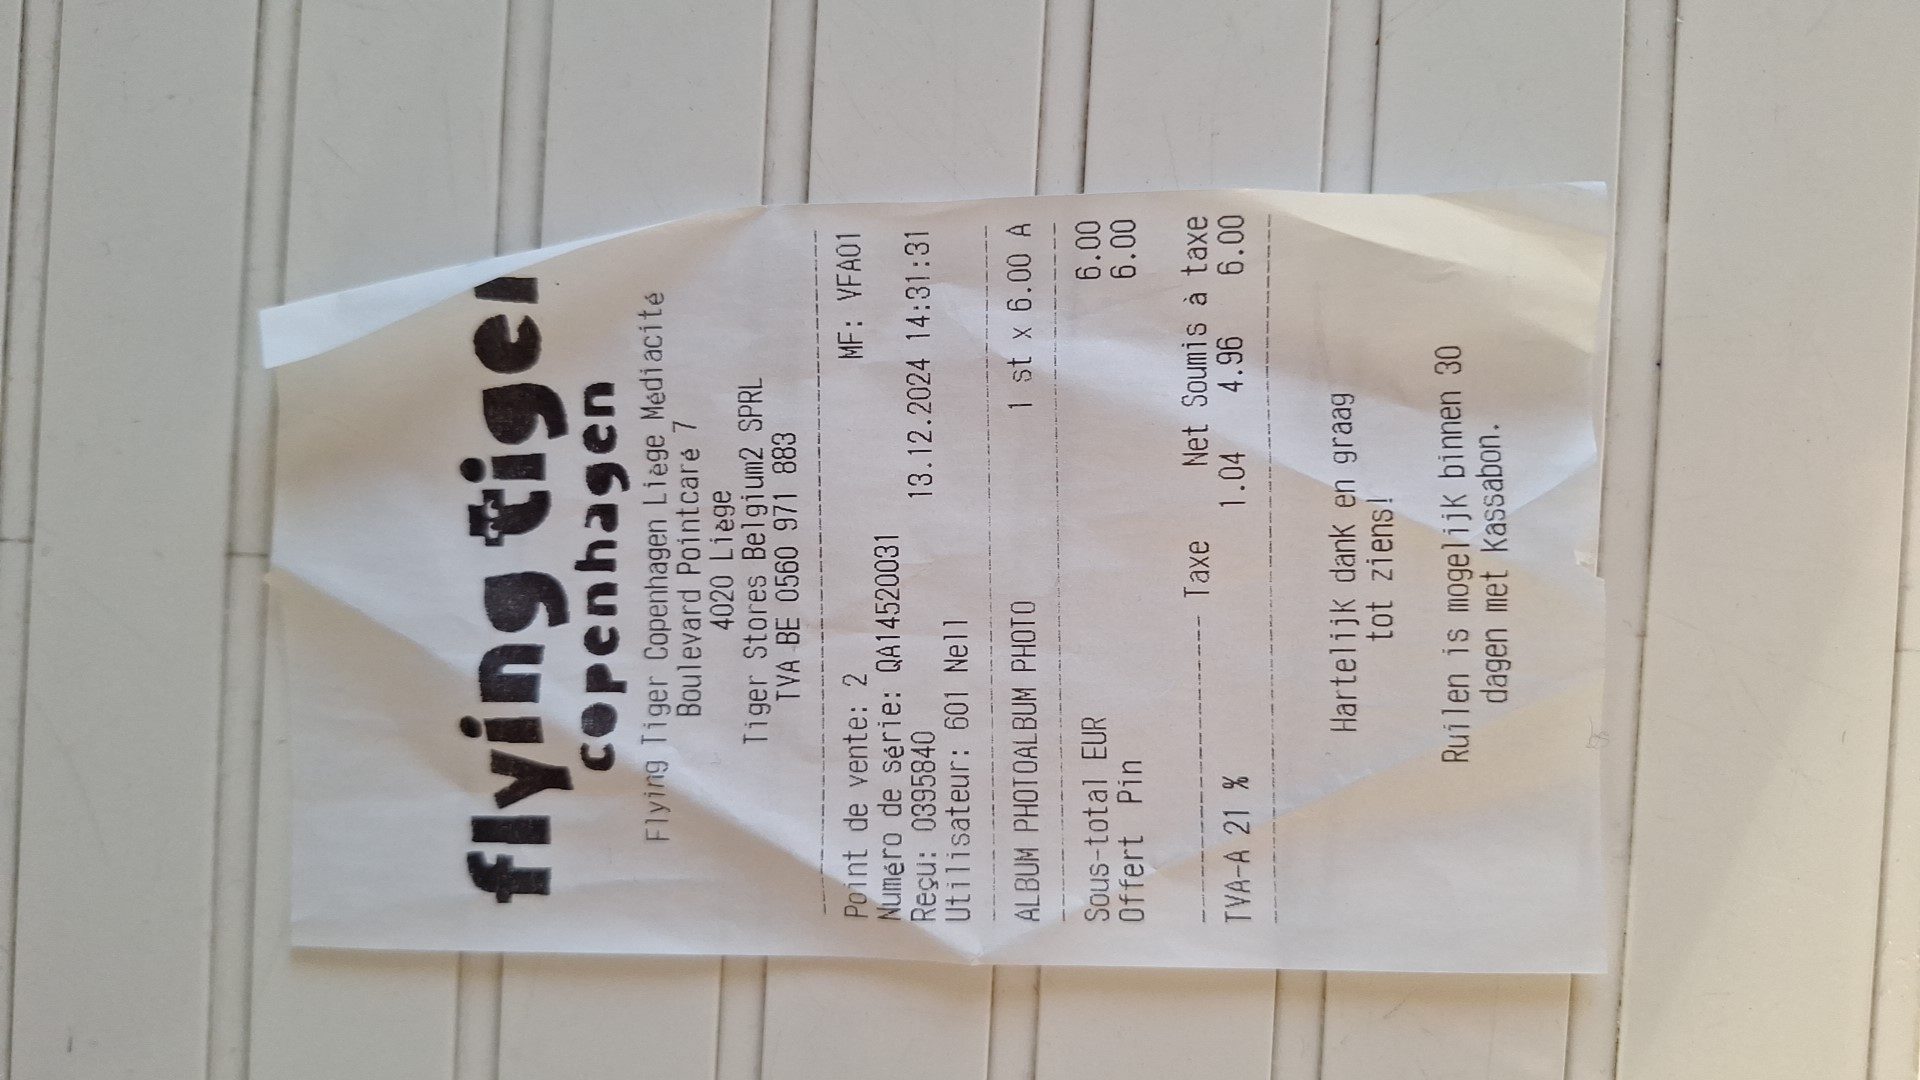 flying tiger
copenhagen
Flying Tiger Copenhagen Liège Médiacité
Boulevard Pointcaré 7
4020 Liège
Tiger Stores Belgium2 SPRL
TVA BE 0560 971 883
Point de vente: 2 MF: VFA01
Numéro de série: QA14520031
Reçu: 0395840 13.12.2024 14:31:31
Utilisateur: 601 Nell
ALBUM PHOTOALBUM PHOTO 1 st x 6.00 A
Sous-total EUR 6.00
Offert Pin 6.00
Taxe Net Soumis à taxe
TVA-A 21 % 1.04 4.96 6.00
Hartelijk dank en graag
tot ziens!
Ruilen is mogelijk binnen 30
dagen met kassabon.